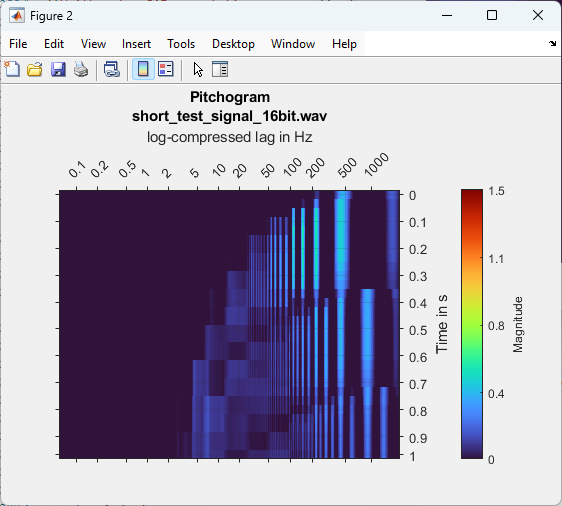 Figure 2
File Edit View Insert Tools Desktop Window Help
Pitchogram
short_test_signal_16bit.wav
log-compressed lag in Hz
0.1 0.2 0.5 1 2 5 10 20 50 100 200 500 1000
0
0.1
0.2
0.3
0.4
0.5
0.6
0.7
0.8
0.9
1
Time in s
1.5
1.1
0.8
0.4
0
Magnitude